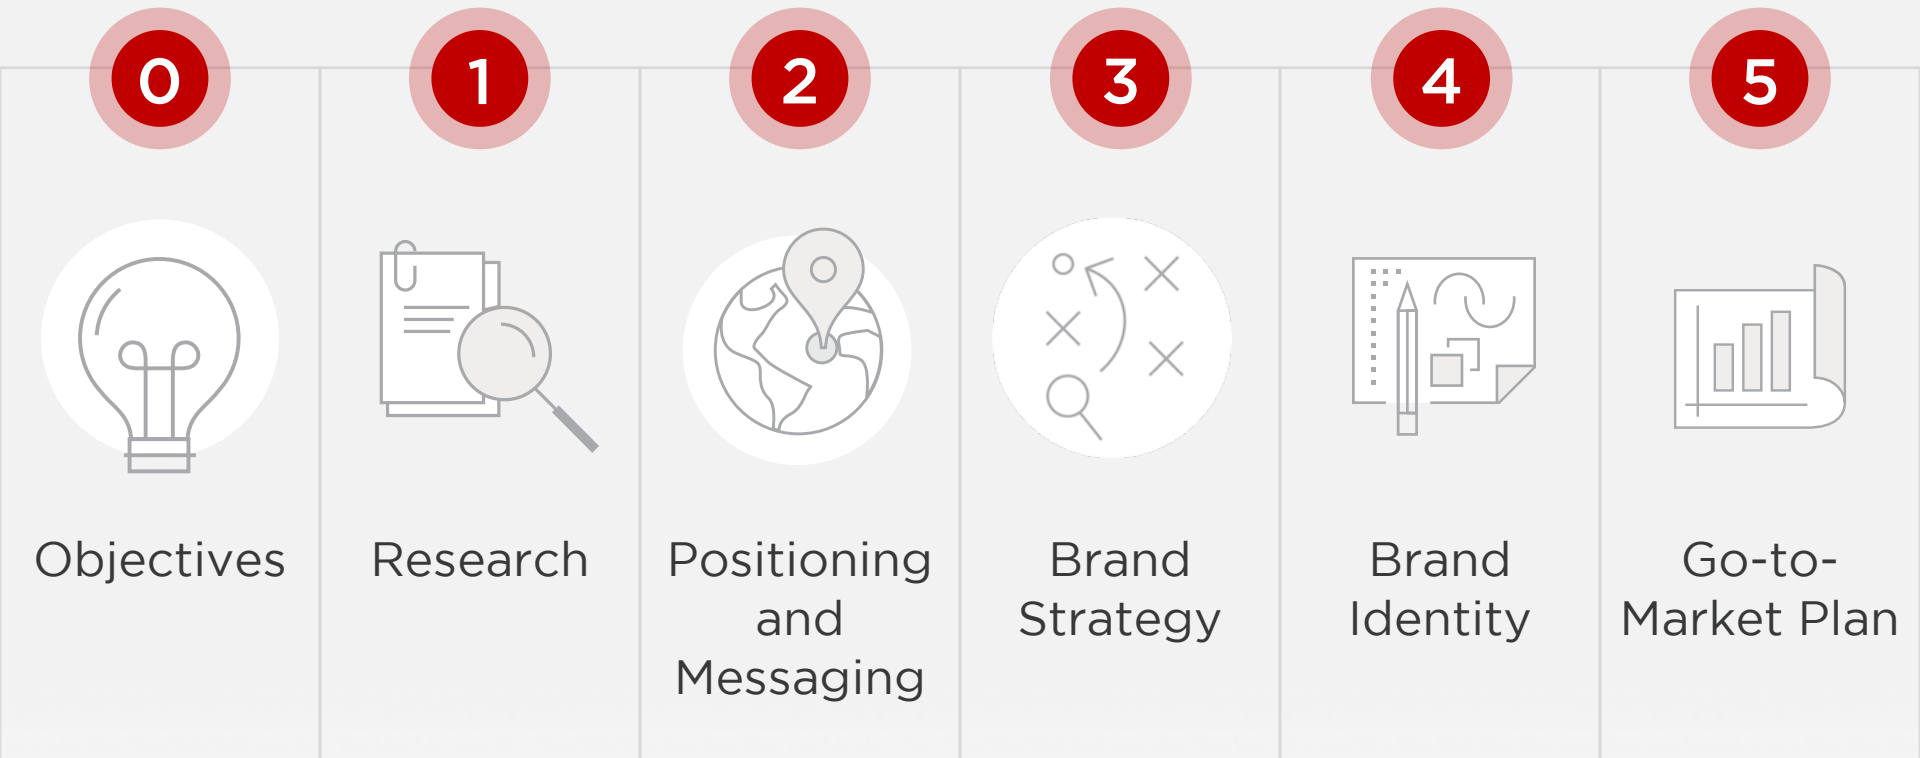 0
1
2
3
4
5
Objectives
Research
Positioning
and
Messaging
Brand
Strategy
Brand
Identity
Go-to-
Market Plan